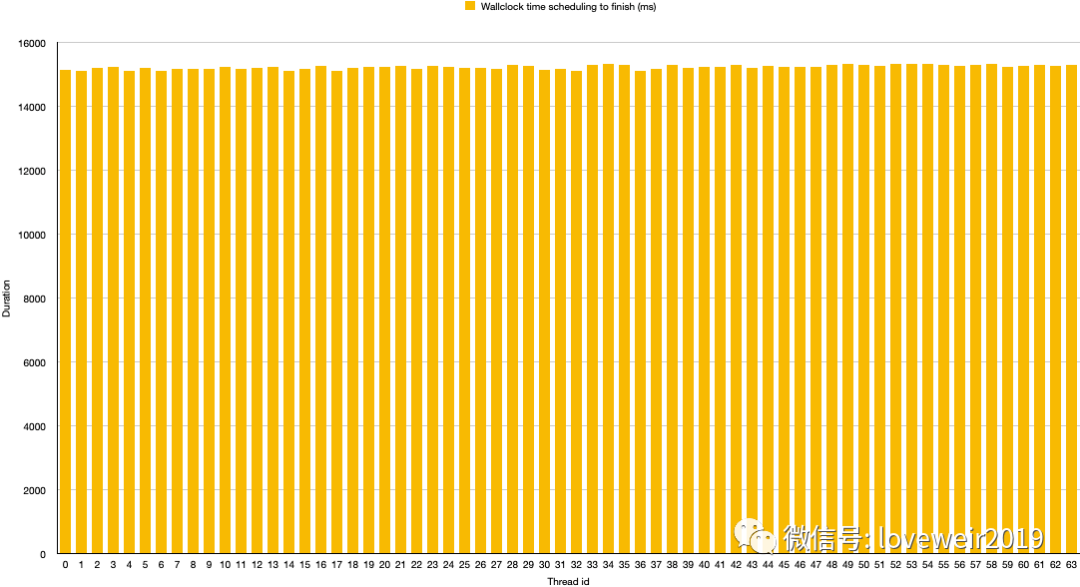 Wallclock time scheduling to finish (ms)
16000
14000
12000
10000
8000
6000
4000
2000
0
Duration
0 1 2 3 4 5 6 7 8 9 10 11 12 13 14 15 16 17 18 19 20 21 22 23 24 25 26 27 28 29 30 31 32 33 34 35 36 37 38 39 40 41 42 43 44 45 46 47 48 49 50 51 52 53 54 55 56 57 58 59 60 61 62 63
Thread id
微信号: loveweir2019